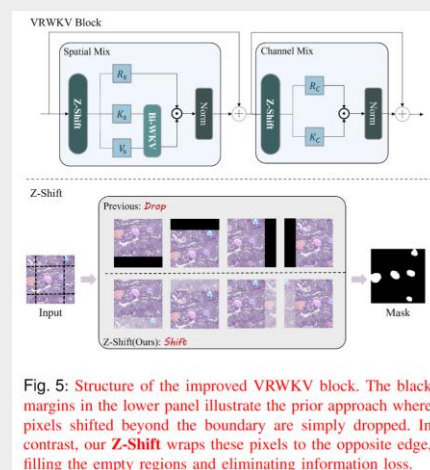 VRWKV Block
Spatial Mix
Channel Mix
Z-Shift
Rs
Ks
Vs
Bi-WKV
Norm
Z-Shift
RC
KC
Norm
Z-Shift
Previous: Drop
Input
Mask
Z-Shift(Ours): Shift
Fig. 5: Structure of the improved VRWKV block. The black
margins in the lower panel illustrate the prior approach where
pixels shifted beyond the boundary are simply dropped. In
contrast, our Z-Shift wraps these pixels to the opposite edge,
filling the empty regions and eliminating information loss.